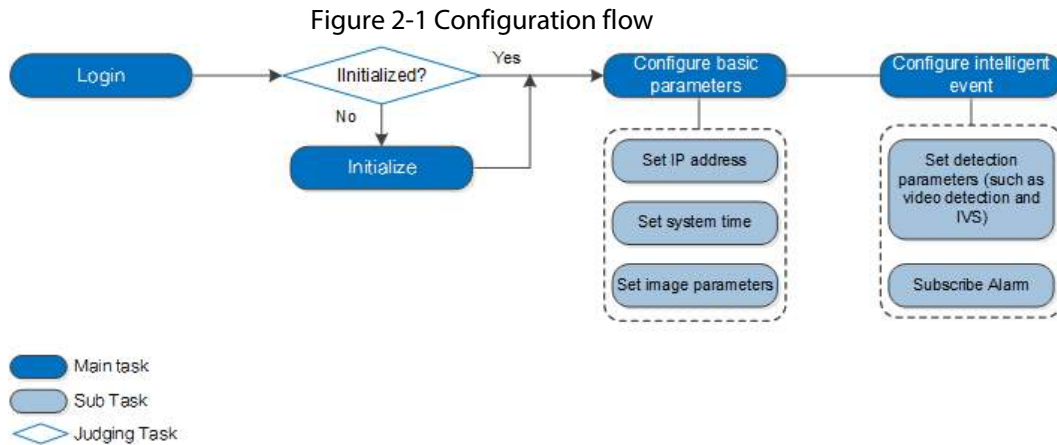 Figure 2-1 Configuration flow
Login
IInitialized?
Yes
No
Initialize
Configure basic
parameters
Set IP address
Set system time
Set image parameters
Configure intelligent
event
Set detection
parameters (such as
video detection and
IVS)
Subscribe Alarm
Main task
Sub Task
Judging Task